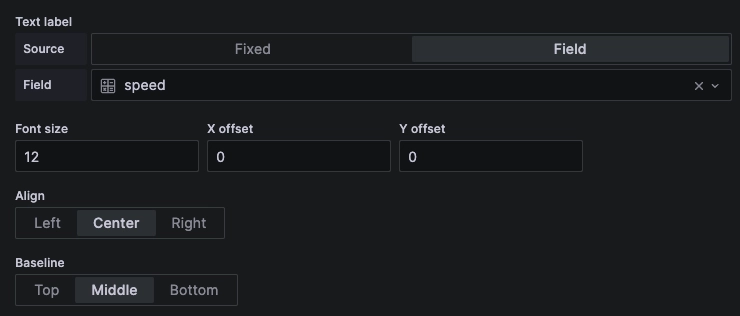 Text label
Source Fixed Field
Field speed
Font size X offset Y offset
12 0 0
Align
Left Center Right
Baseline
Top Middle Bottom